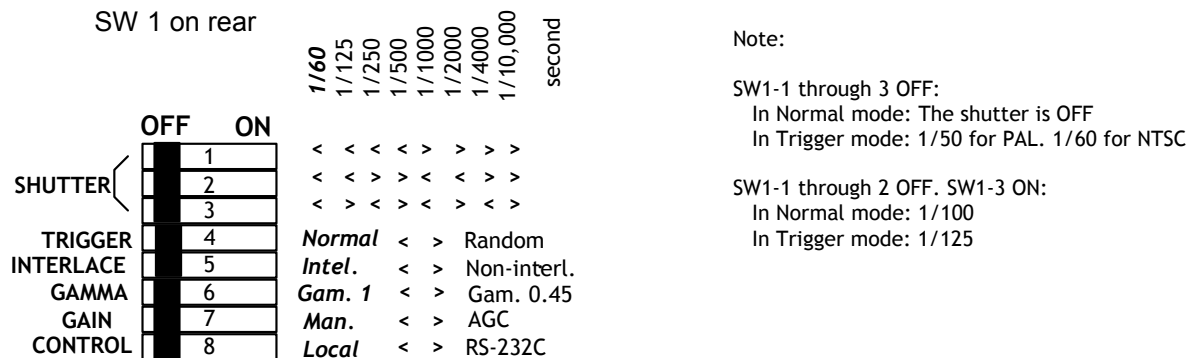 SW 1 on rear
1/60
1/125
1/250
1/500
1/1000
1/2000
1/4000
1/10,000
second
OFF ON
SHUTTER
1 < < < < > > > >
2 < < > > < < > >
3 < > < > < > < >
TRIGGER 4 Normal < > Random
INTERLACE 5 Intel. < > Non-interl.
GAMMA 6 Gam. 1 < > Gam. 0.45
GAIN 7 Man. < > AGC
CONTROL 8 Local < > RS-232C
Note:
SW1-1 through 3 OFF:
In Normal mode: The shutter is OFF
In Trigger mode: 1/50 for PAL. 1/60 for NTSC
SW1-1 through 2 OFF. SW1-3 ON:
In Normal mode: 1/100
In Trigger mode: 1/125